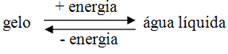 + energia
gelo água líquida
- energia